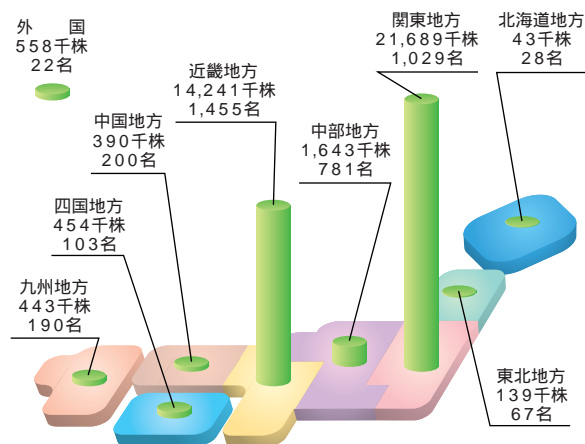 外　国
558千株
22名
近畿地方
14,241千株
1,455名
関東地方
21,689千株
1,029名
北海道地方
43千株
28名
中国地方
390千株
200名
中部地方
1,643千株
781名
四国地方
454千株
103名
九州地方
443千株
190名
東北地方
139千株
67名